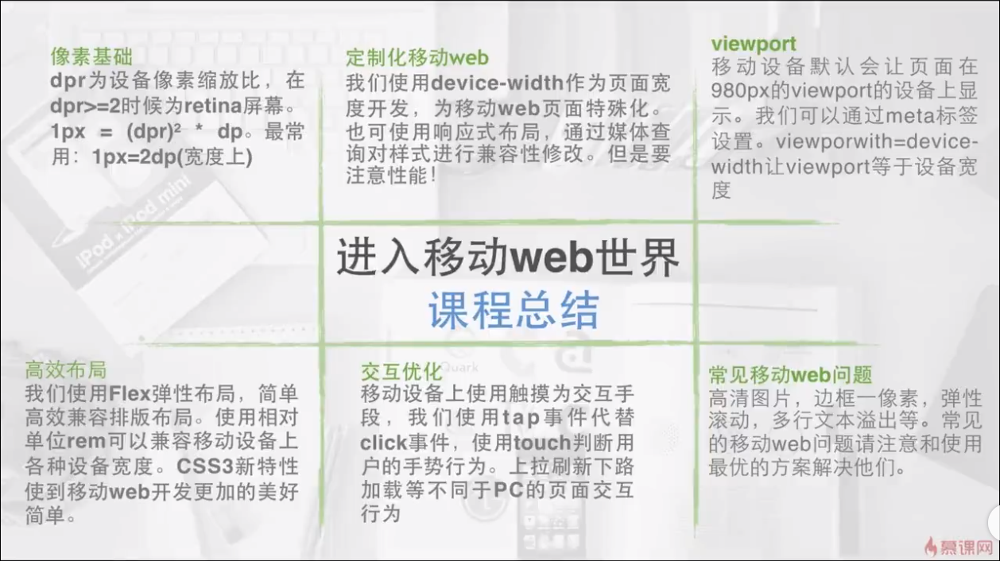 像素基础
dpr为设备像素缩放比，在
dpr>=2时候为retina屏幕。
1px = (dpr)² * dp。最常
用：1px=2dp(宽度上)
定制化移动web
我们使用device-width作为页面宽
度开发，为移动web页面特殊化。
也可使用响应式布局，通过媒体查
询对样式进行兼容性修改。但是要
注意性能！
viewport
移动设备默认会让页面在
980px的viewport的设备上显
示。我们可以通过meta标签
设置。viewporwith=device-
width让viewport等于设备宽
度
进入移动web世界
课程总结
高效布局
我们使用Flex弹性布局，简单
高效兼容排版布局。使用相对
单位rem可以兼容移动设备上
各种设备宽度。CSS3新特性
使到移动web开发更加的美好
简单。
交互优化
移动设备上使用触摸为交互手
段，我们使用tap事件代替
click事件，使用touch判断用
户的手势行为。上拉刷新下路
加载等不同于PC的页面交互
行为
常见移动web问题
高清图片，边框一像素，弹性
滚动，多行文本溢出等。常见
的移动web问题请注意和使用
最优的方案解决他们。
iPod + iPod mini
Quark
慕课网